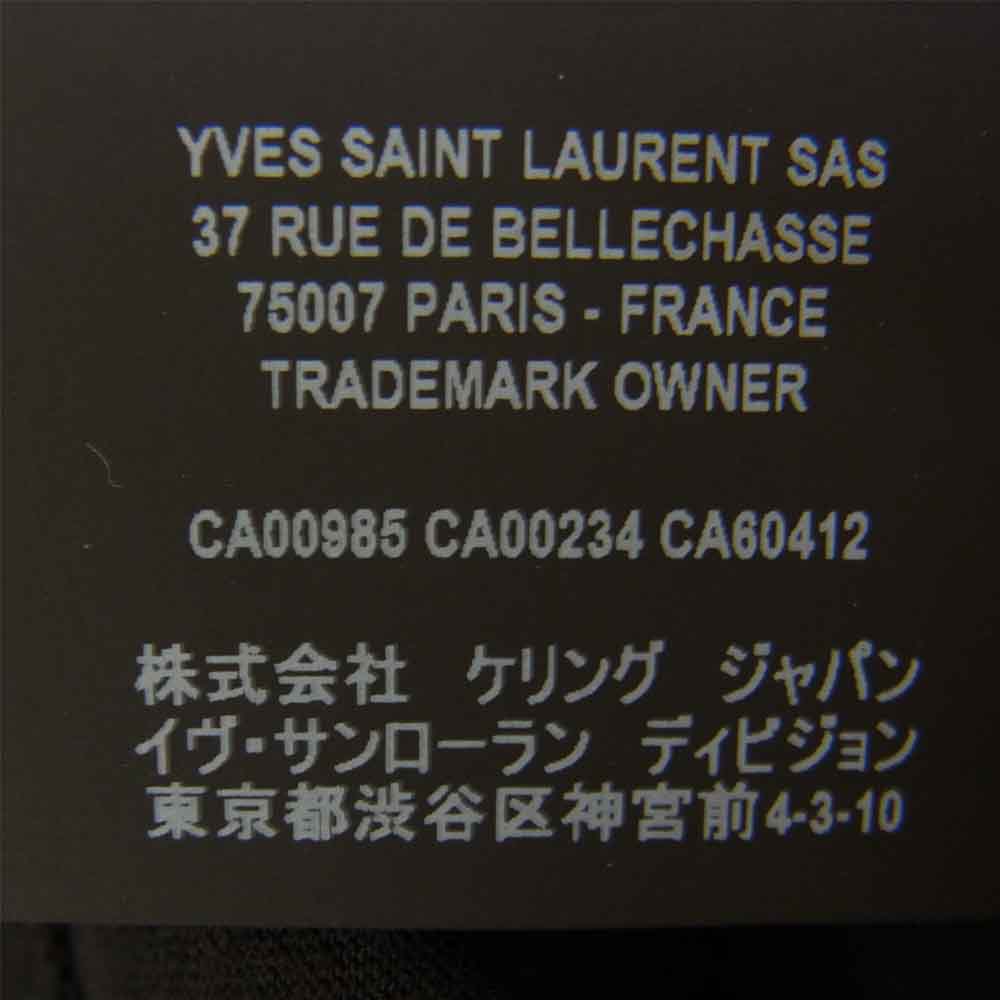 YVES SAINT LAURENT SAS
37 RUE DE BELLECHASSE
75007 PARIS - FRANCE
TRADEMARK OWNER
CA00985 CA00234 CA60412
株式会社 ケリング ジャパン
イヴ・サンローラン ディビジョン
東京都渋谷区神宮前4-3-10